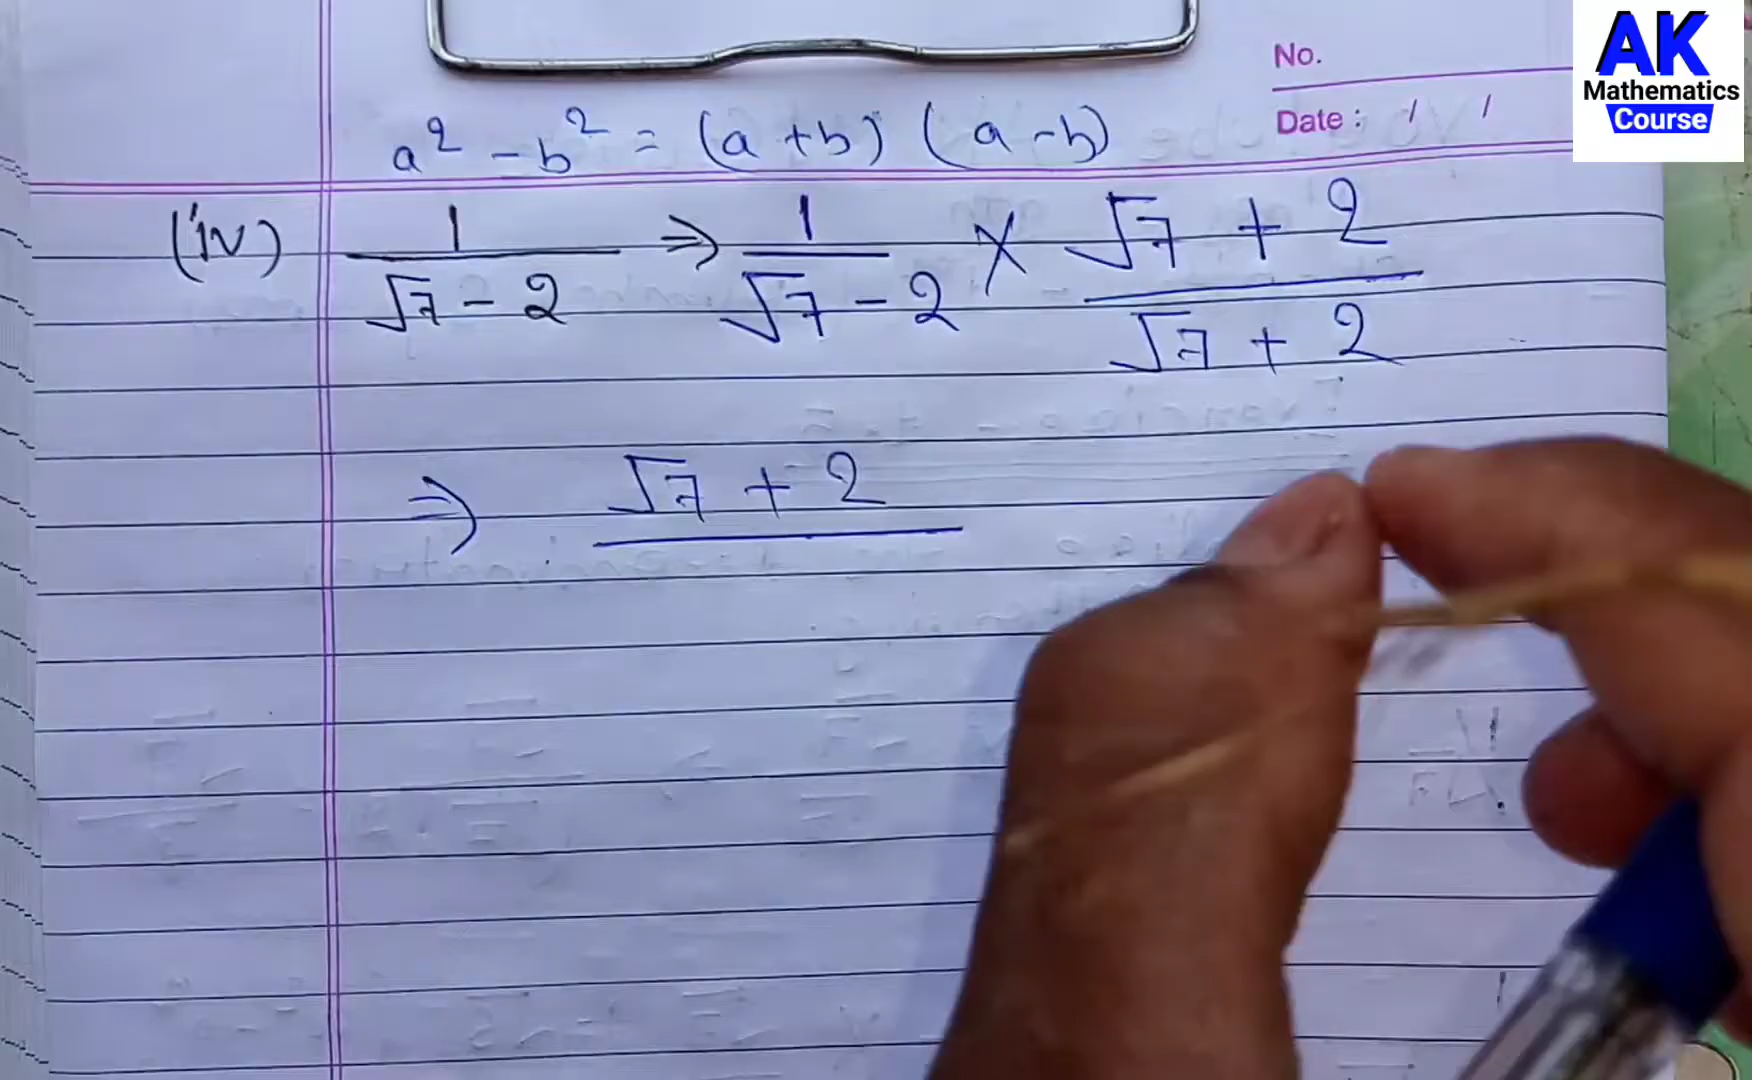 AK
Mathematics
Course
No.
Date : / /
a² - b² = (a + b) (a - b)
(iv) 1/(√7 - 2) ⇒ 1/(√7 - 2) × (√7 + 2)/(√7 + 2)
⇒ √7 + 2